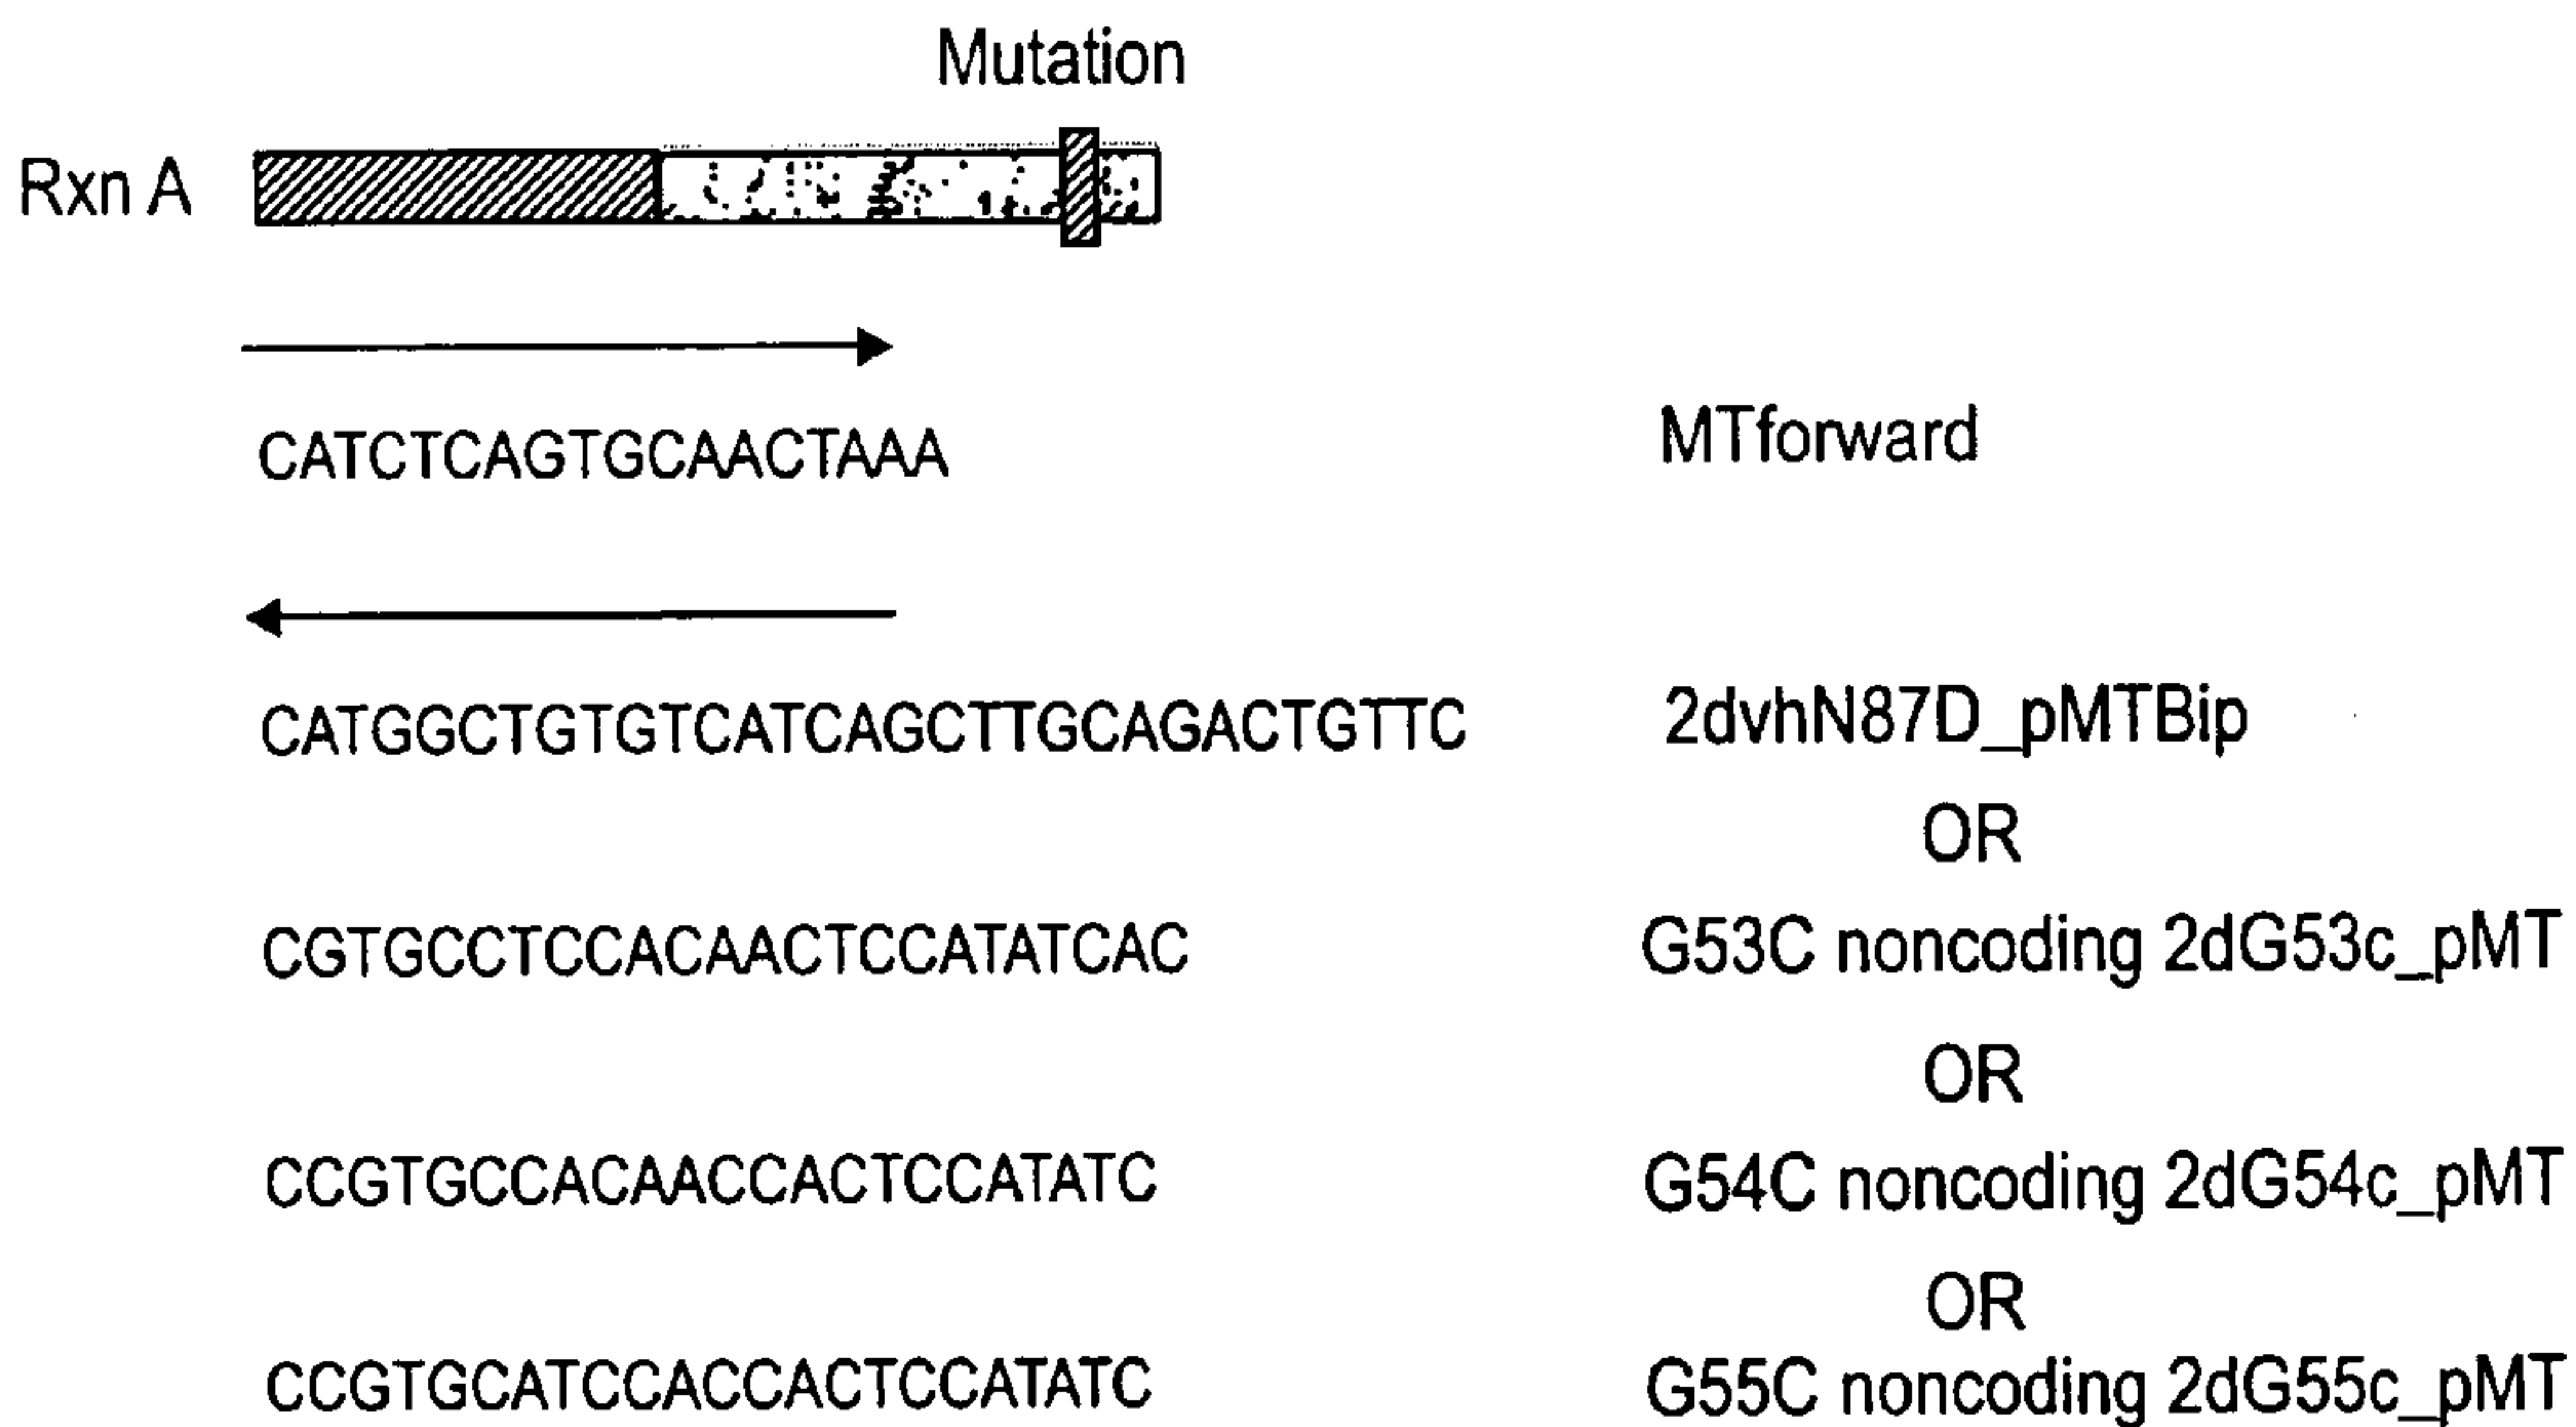 Mutation
Rxn A
CATCTCAGTGCAACTAAA MTforward
CATGGCTGTGTCATCAGCTTGCAGACTGTTC 2dvhN87D_pMTBip
OR
CGTGCCTCCACAACTCCATATCAC G53C noncoding 2dG53c_pMT
OR
CCGTGCCACAACCACTCCATATC G54C noncoding 2dG54c_pMT
OR
CCGTGCATCCACCACTCCATATC G55C noncoding 2dG55c_pMT